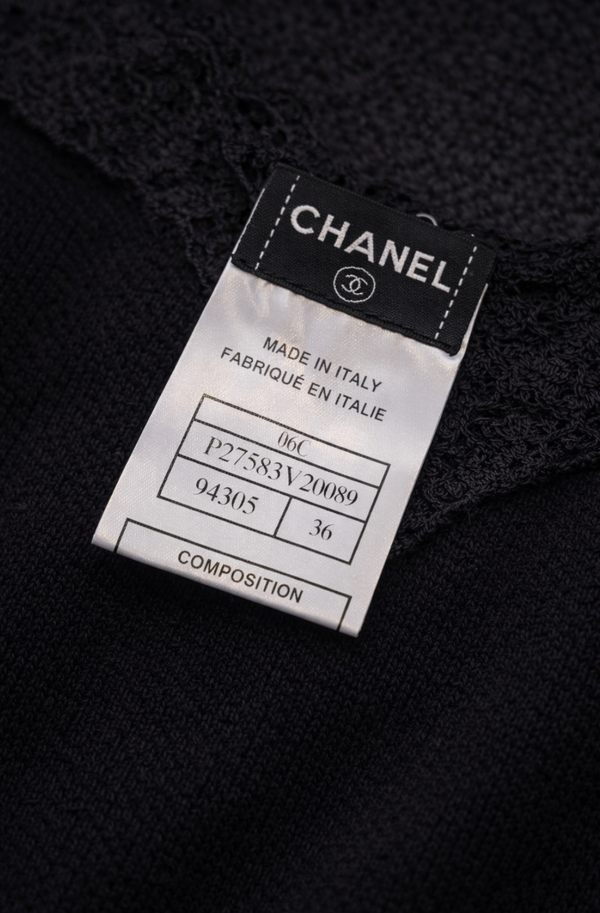 CHANEL
MADE IN ITALY
FABRIQUÉ EN ITALIE
06C
P27583V20089
94305 36
COMPOSITION